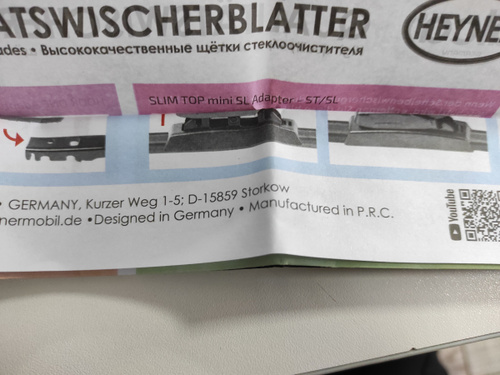 ATSWISCHERBLÄTTER
HEYNE
ades • Высококачественные щётки стеклоочистителя
SLIM TOP mini SL Adapter - ST/SL
• GERMANY, Kurzer Weg 1-5; D-15859 Storkow
nermobil.de • Designed in Germany • Manufactured in P.R.C.
YouTube